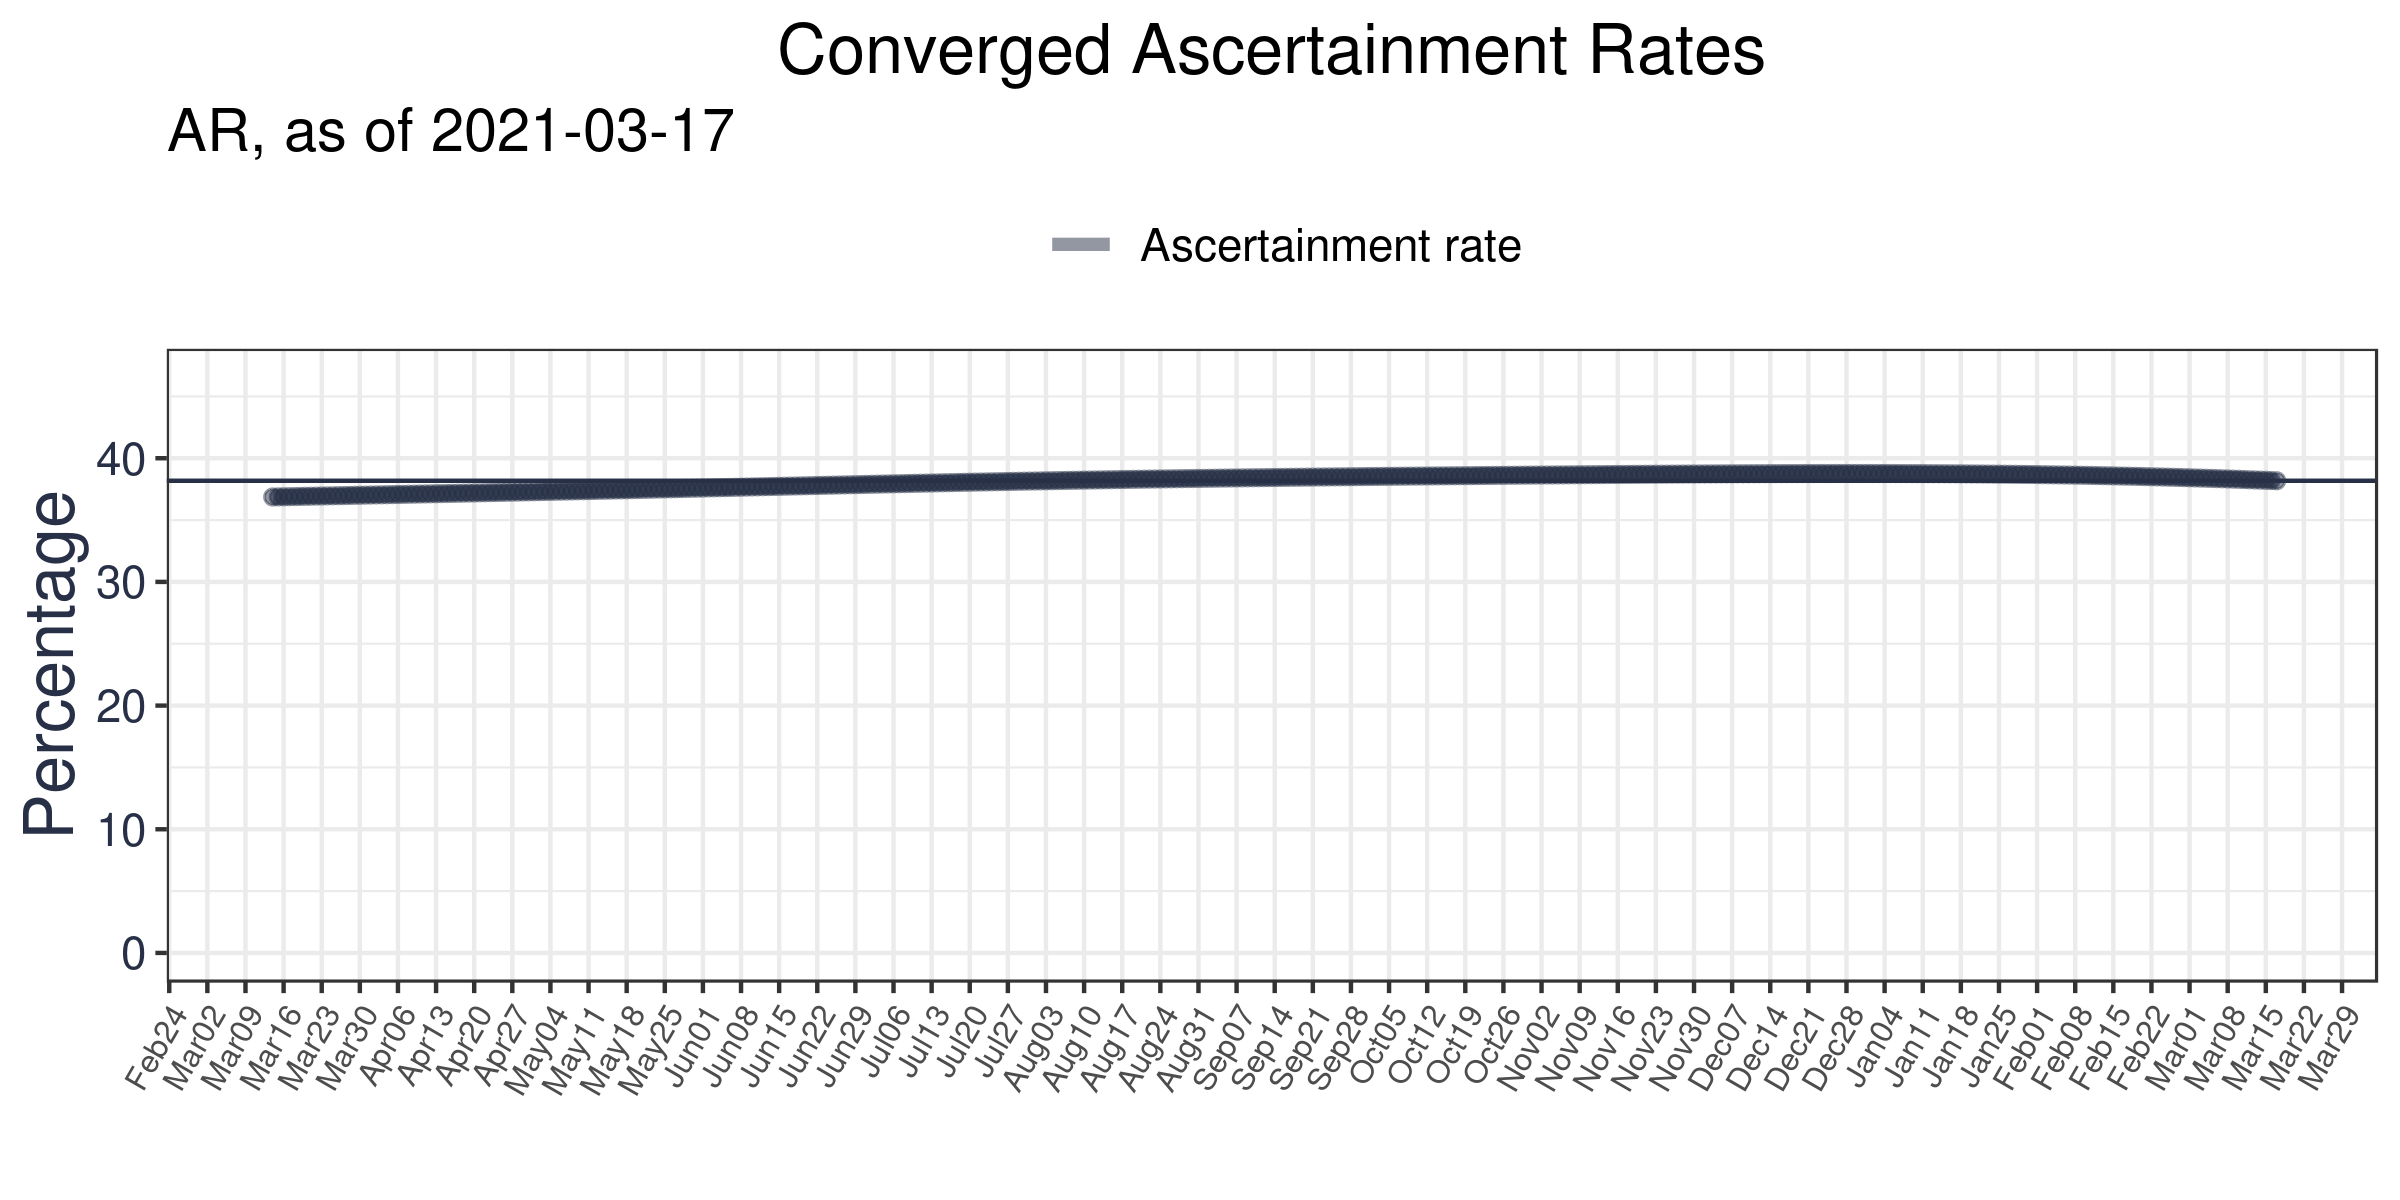 Converged Ascertainment Rates
AR, as of 2021-03-17
Ascertainment rate
Percentage
40
30
20
10
0
Feb24
Mar02
Mar09
Mar16
Mar23
Mar30
Apr06
Apr13
Apr20
Apr27
May04
May11
May18
May25
Jun01
Jun08
Jun15
Jun22
Jun29
Jul06
Jul13
Jul20
Jul27
Aug03
Aug10
Aug17
Aug24
Aug31
Sep07
Sep14
Sep21
Sep28
Oct05
Oct12
Oct19
Oct26
Nov02
Nov09
Nov16
Nov23
Nov30
Dec07
Dec14
Dec21
Dec28
Jan04
Jan11
Jan18
Jan25
Feb01
Feb08
Feb15
Feb22
Mar01
Mar08
Mar15
Mar22
Mar29